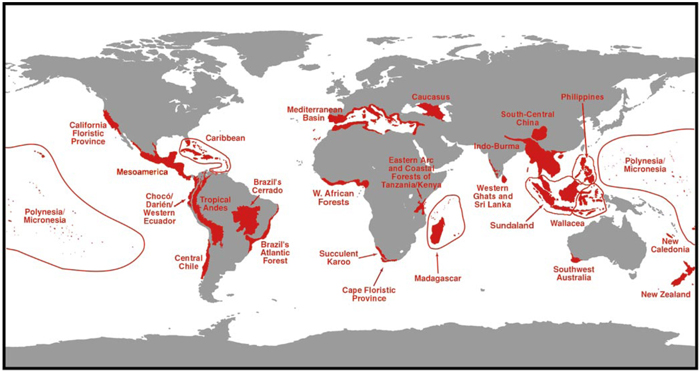 Philippines
Caucasus
Mediterranean
Basin
South-Central
China
California
Floristic
Province
Caribbean
Indo-Burma
Eastern Arc
and Coastal
Forests of
Tanzania/Kenya
Polynesia/
Micronesia
Mesoamerica
Brazil's
Cerrado
Chocó/
Darién/
Western
Ecuador
Tropical
Andes
W. African
Forests
Western
Ghats and
Sri Lanka
Polynesia/
Micronesia
Sundaland
Wallacea
Brazil's
Atlantic
Forest
New
Caledonia
Central
Chile
Succulent
Karoo
Madagascar
Southwest
Australia
Cape Floristic
Province
New Zealand